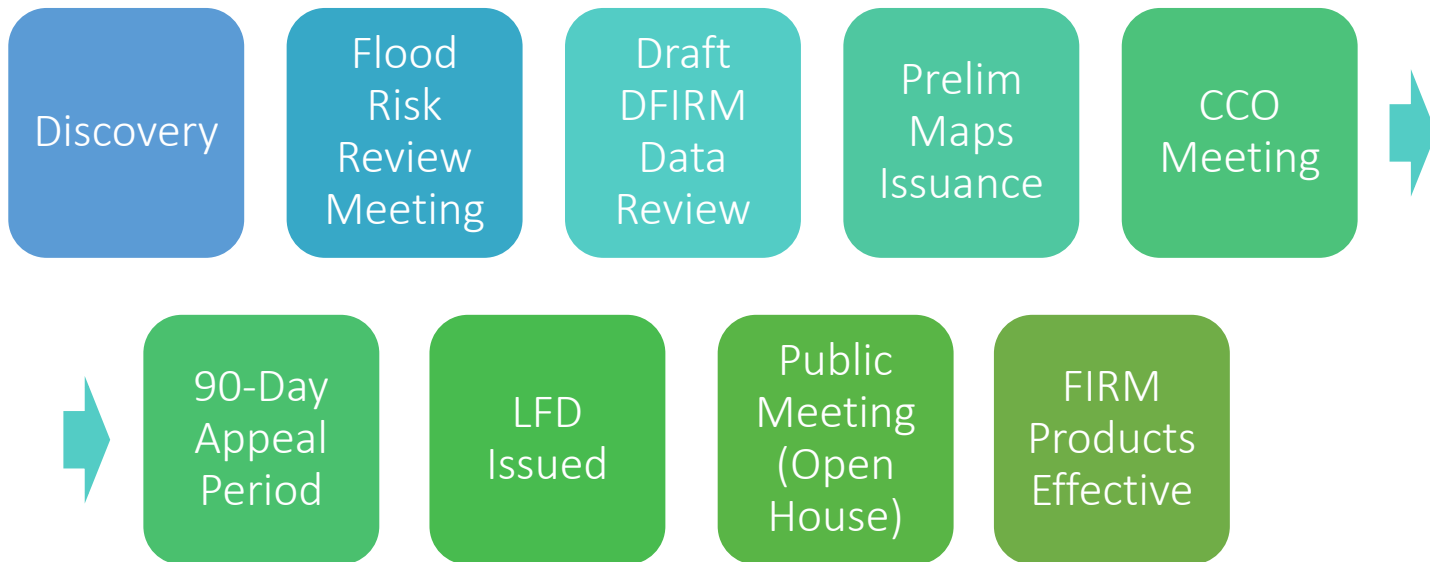 Discovery
Flood
Risk
Review
Meeting
Draft
DFIRM
Data
Review
Prelim
Maps
Issuance
CCO
Meeting
90-Day
Appeal
Period
LFD
Issued
Public
Meeting
(Open
House)
FIRM
Products
Effective